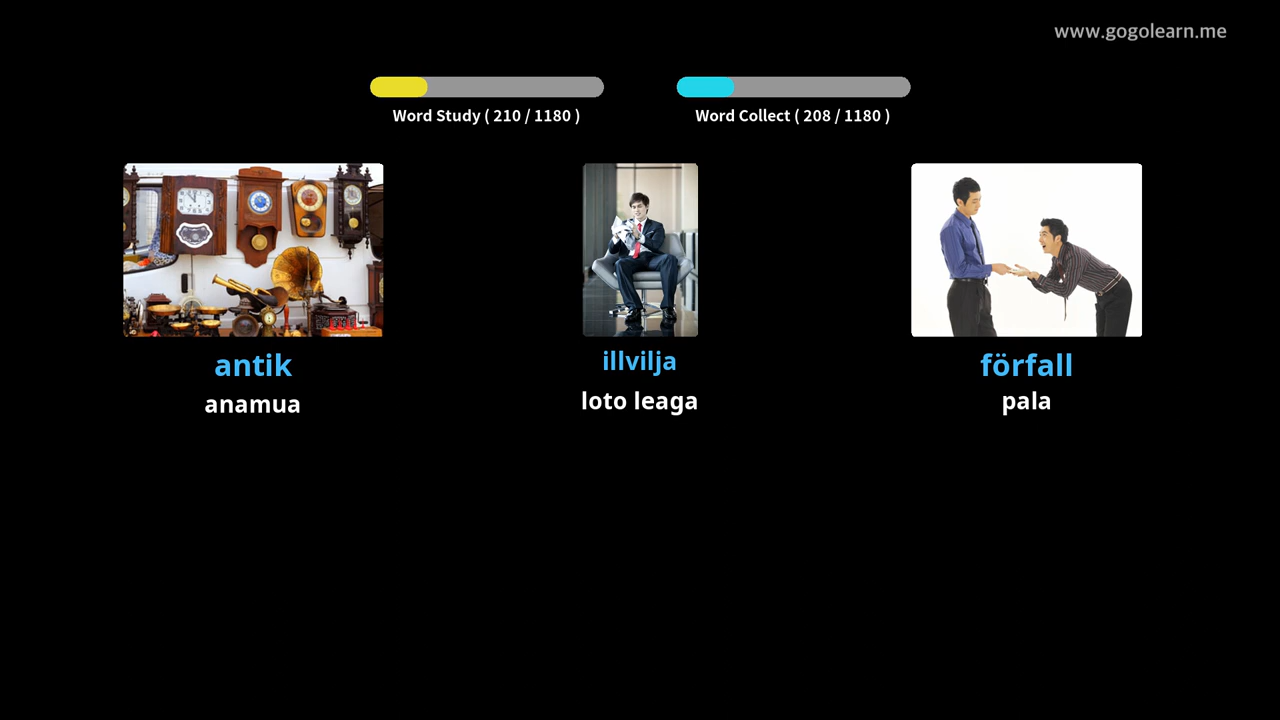 www.gogolearn.me
Word Study ( 210 / 1180 )
Word Collect ( 208 / 1180 )
antik
anamua
illvilja
loto leaga
förfall
pala